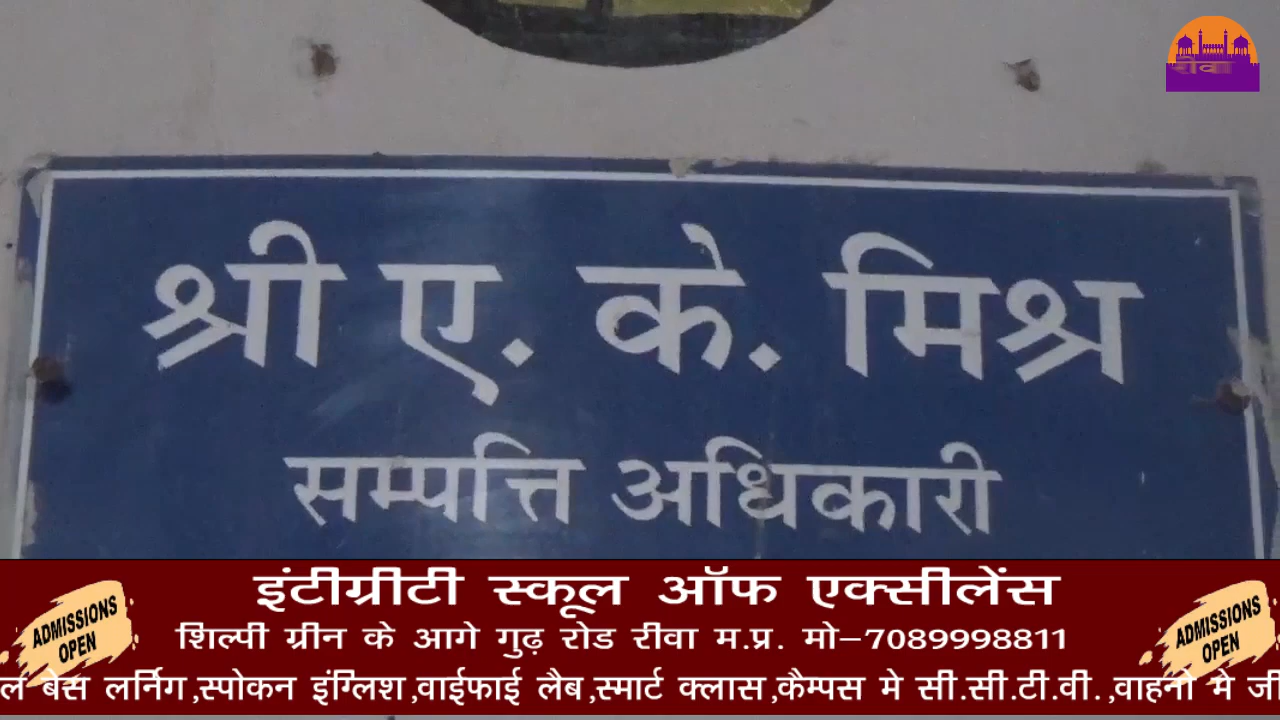 रीवा
श्री ए. के. मिश्र
सम्पत्ति अधिकारी
इंटीग्रीटी स्कूल ऑफ एक्सीलेंस
ADMISSIONS
OPEN
शिल्पी ग्रीन के आगे गुढ़ रोड रीवा म.प्र. मो–7089998811
ADMISSIONS
OPEN
बेस लर्निग ,स्पोकन इंग्लिश ,वाईफाई लैब ,स्मार्ट क्लास ,कैम्पस मे सी.सी.टी.वी. ,वाहनो मे